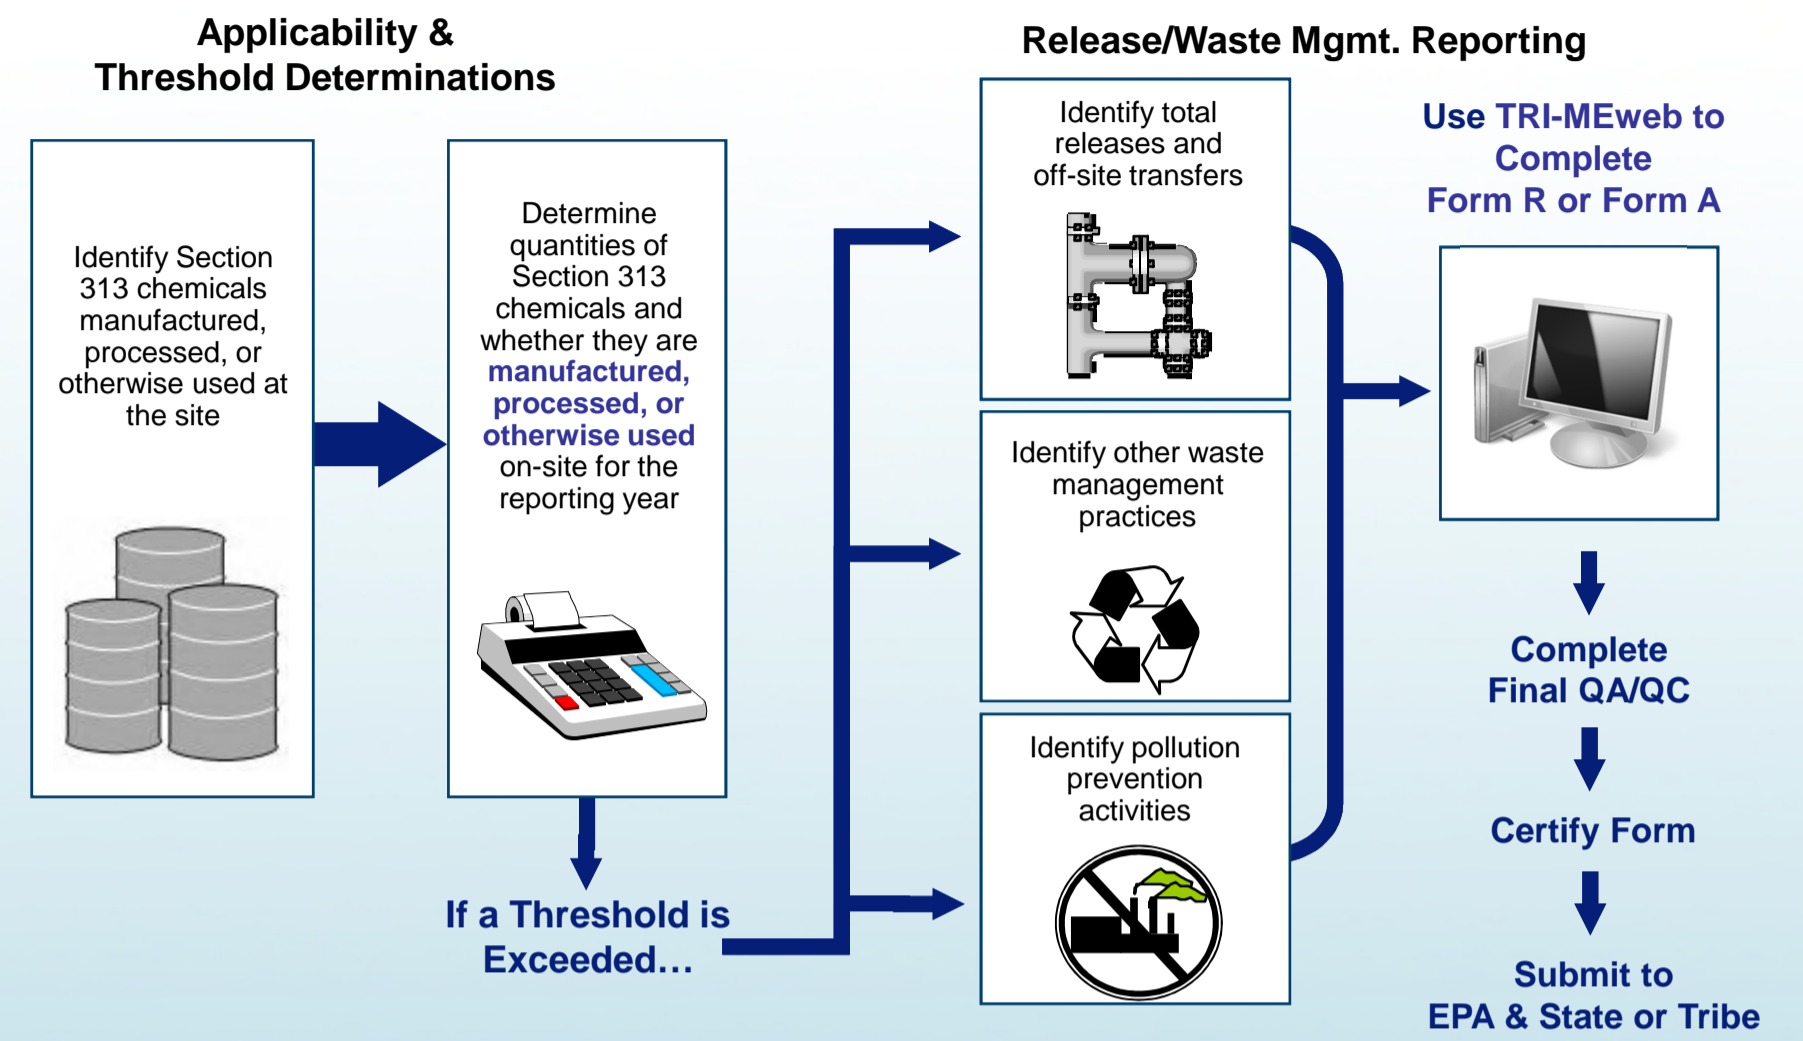 Applicability &
Threshold Determinations
Identify Section
313 chemicals
manufactured,
processed, or
otherwise used at
the site
Determine
quantities of
Section 313
chemicals and
whether they are
manufactured,
processed, or
otherwise used
on-site for the
reporting year
If a Threshold is
Exceeded…
Release/Waste Mgmt. Reporting
Identify total
releases and
off-site transfers
Identify other waste
management
practices
Identify pollution
prevention
activities
Use TRI-MEweb to
Complete
Form R or Form A
Complete
Final QA/QC
Certify Form
Submit to
EPA & State or Tribe